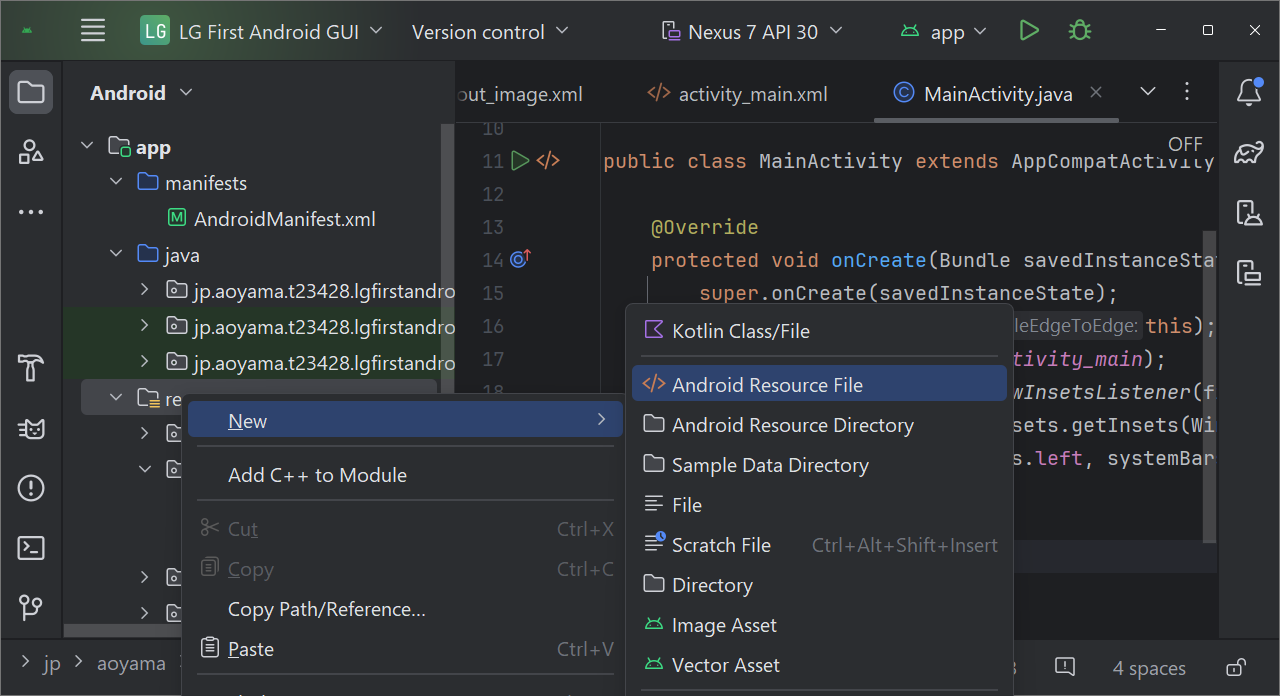 LG LG First Android GUI Version control Nexus 7 API 30 app
Android
out_image.xml </> activity_main.xml MainActivity.java
app
manifests
AndroidManifest.xml
java
jp.aoyama.t23428.lgfirstandro
jp.aoyama.t23428.lgfirstandro
jp.aoyama.t23428.lgfirstandro
OFF
10
11 </> public class MainActivity extends AppCompatActivity
12
13 @Override
14 protected void onCreate(Bundle savedInstanceSta
15 super.onCreate(savedInstanceState);
16 leEdgeToEdge: this);
17 tivity_main);
18 wInsetsListener(f
sets.getInsets(Wi
s.left, systemBar
New
Add C++ to Module
Cut Ctrl+X
Copy Ctrl+C
Copy Path/Reference...
Paste Ctrl+V
Kotlin Class/File
</> Android Resource File
Android Resource Directory
Sample Data Directory
File
Scratch File Ctrl+Alt+Shift+Insert
Directory
Image Asset
Vector Asset
jp aoyama
4 spaces